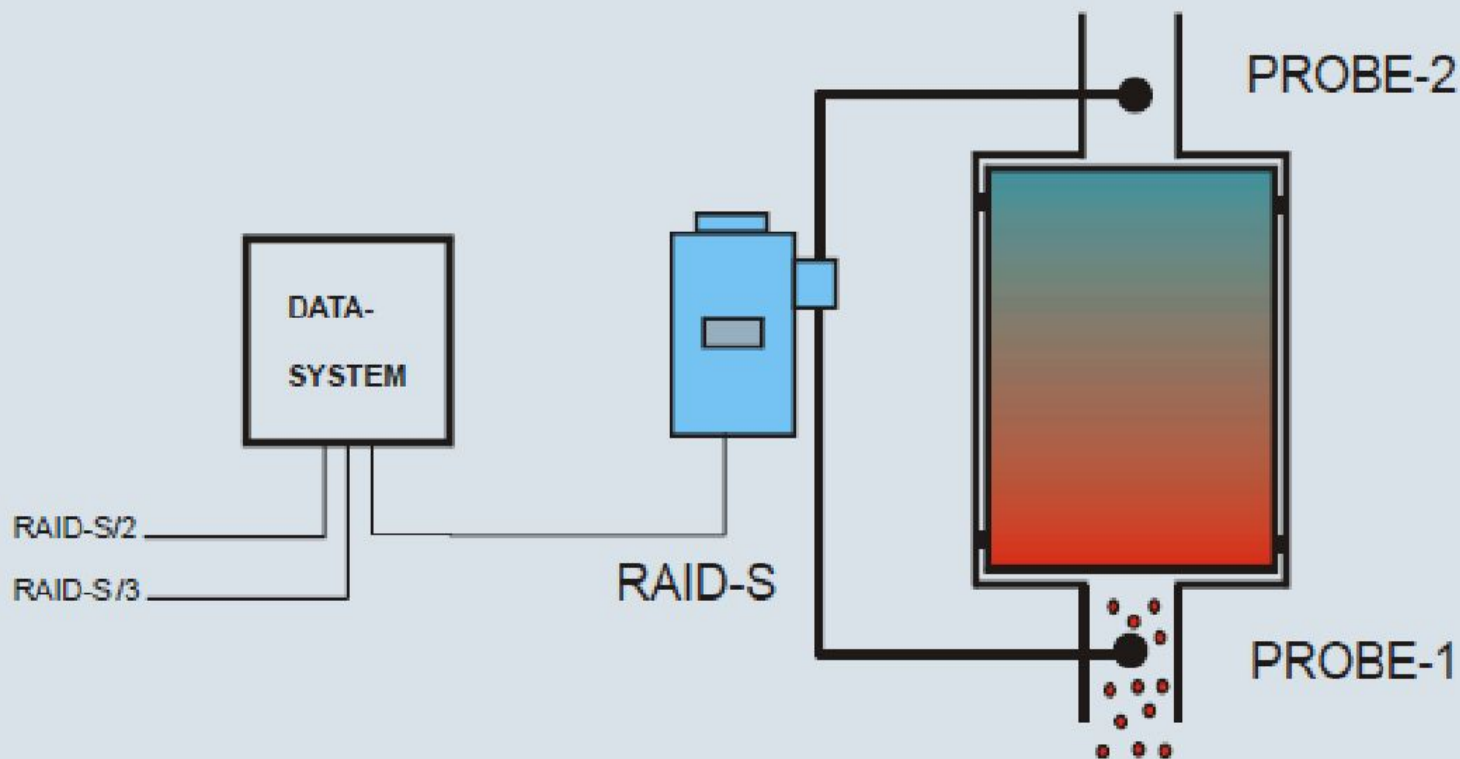 PROBE-2
DATA-
SYSTEM
RAID-S/2
RAID-S/3
RAID-S
PROBE-1